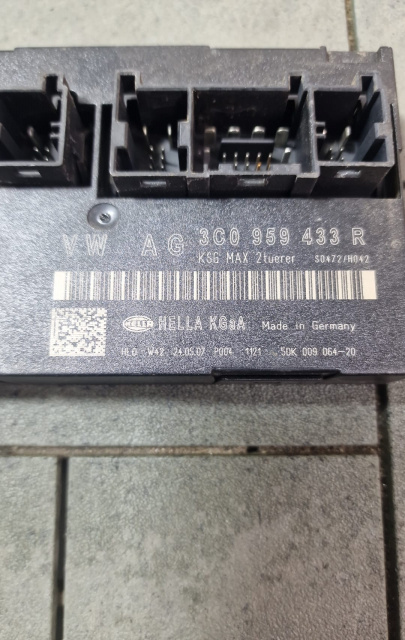 VW AG 3C0 959 433 R
KSG MAX 2tuerer S0472/H042
HELLA HELLA KGaA Made in Germany
HLO W42 24.05.07 P004 1121 5DK 009 064-20